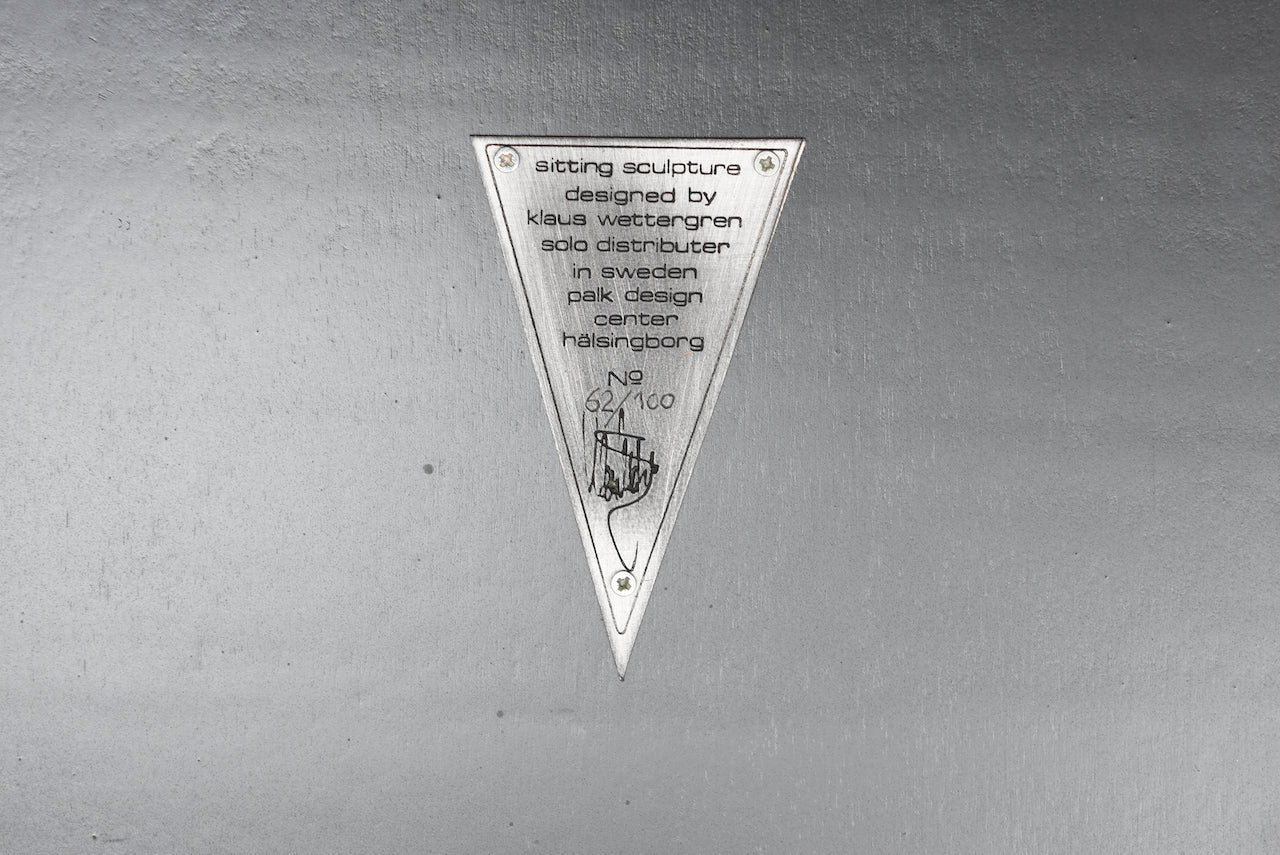 sitting sculpture
designed by
klaus wettergren
solo distributer
in sweden
palk design
center
hälsingborg
Nº
62/100